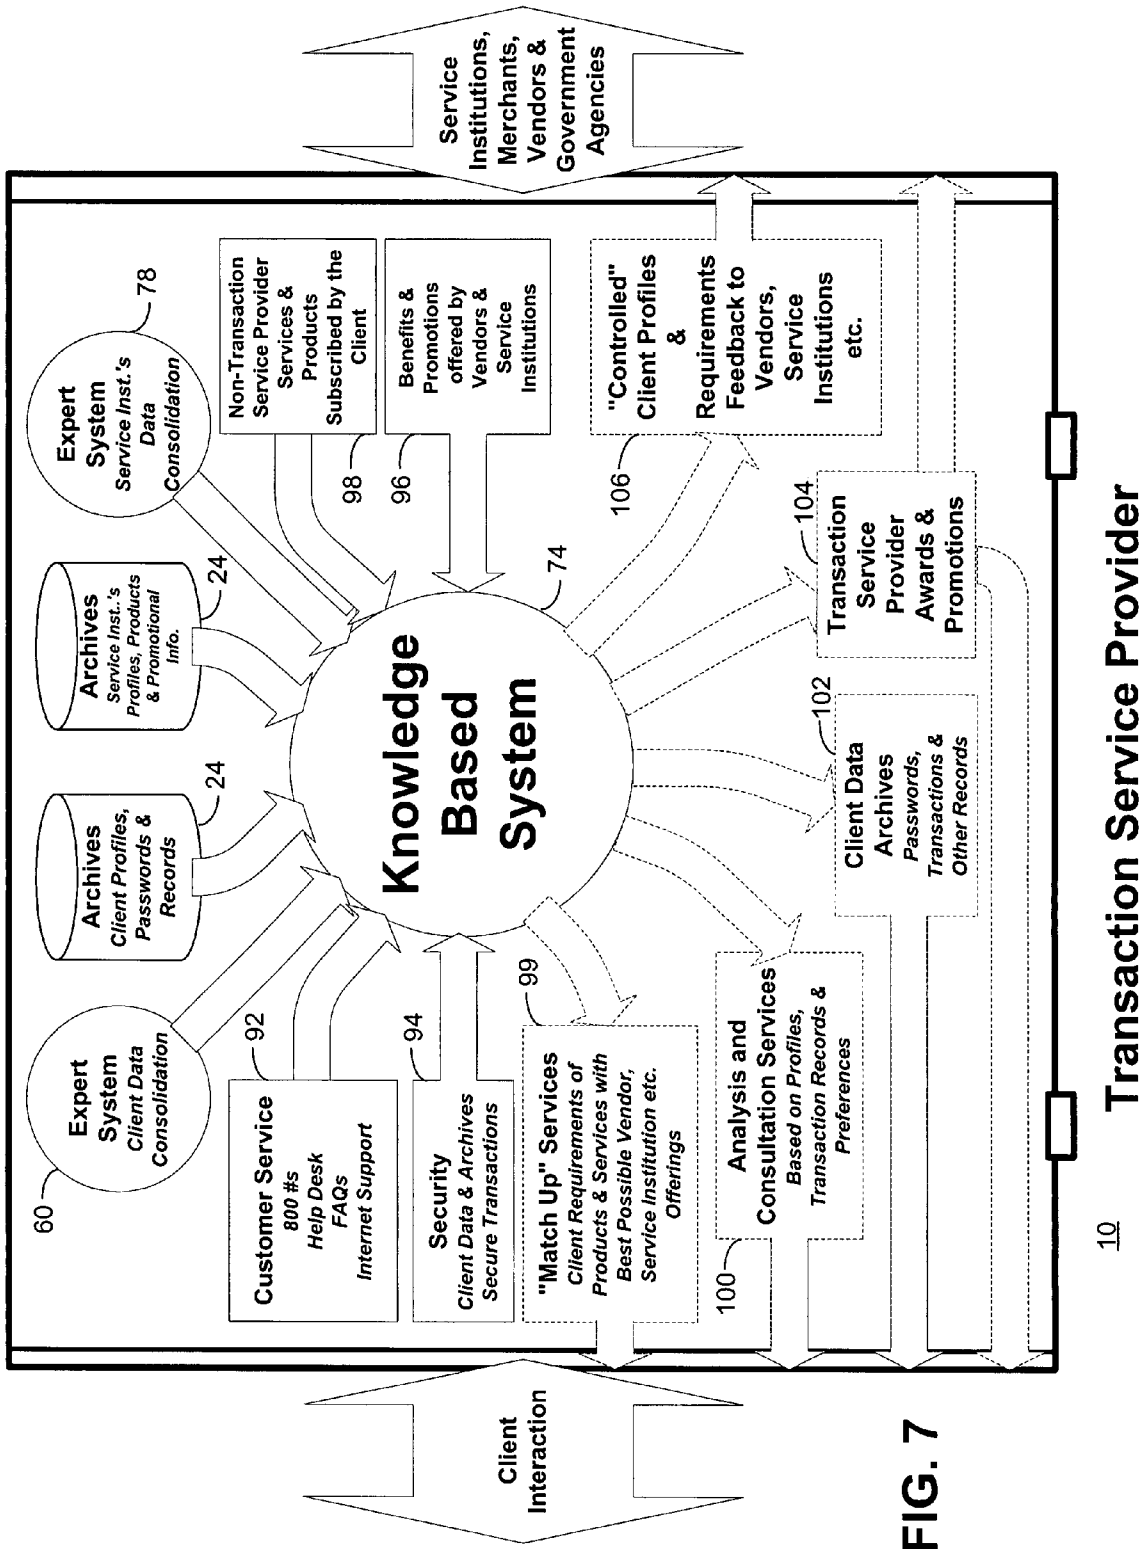 60
Expert
System
Client Data
Consolidation
Archives
Client Profiles,
Passwords &
Records
24
Archives
Service Inst.'s
Profiles, Products
& Promotional
Info.
24
Expert
System
Service Inst.'s
Data
Consolidation
78
Customer Service
800 #s
Help Desk
FAQs
Internet Support
92
Non-Transaction
Service Provider
Services &
Products
Subscribed by the
Client
98
Client
Interaction
Security
Client Data & Archives
Secure Transactions
94
Knowledge
Based
System
74
Benefits &
Promotions
offered by
Vendors &
Service
Institutions
96
Service
Institutions,
Merchants,
Vendors &
Government
Agencies
"Match Up" Services
Client Requirements of
Products & Services with
Best Possible Vendor,
Service Institution etc.
Offerings
99
"Controlled"
Client Profiles
&
Requirements
Feedback to
Vendors,
Service
Institutions
etc.
106
Analysis and
Consultation Services
Based on Profiles,
Transaction Records &
Preferences
100
Client Data
Archives
Passwords,
Transactions &
Other Records
102
Transaction
Service
Provider
Awards &
Promotions
104
FIG. 7
10
Transaction Service Provider